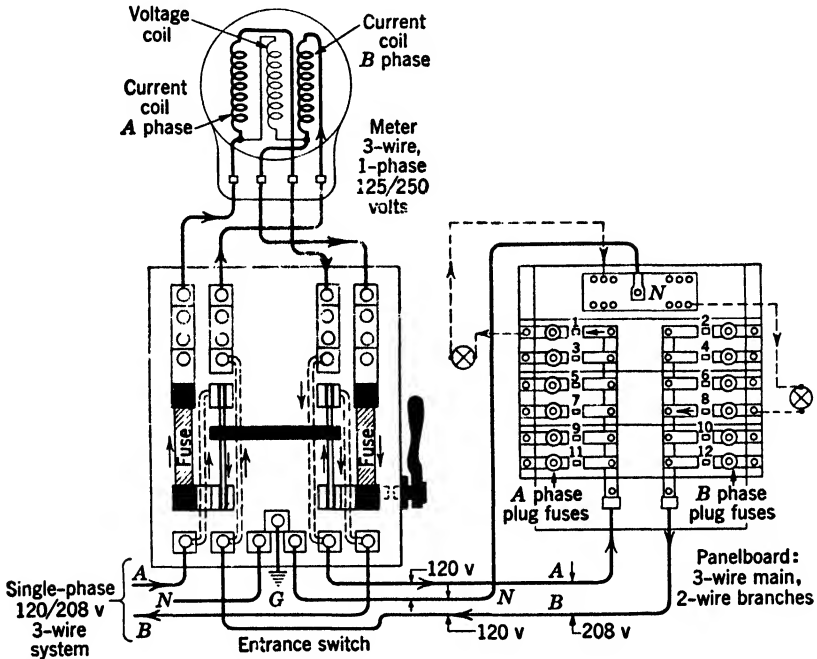 Voltage
coil
Current
coil
B phase
Current
coil
A phase
Meter
3-wire,
1-phase
125/250
volts
N
1
2
3
4
5
6
7
8
9
10
11
12
Fuse
Fuse
A phase
plug fuses
B phase
plug fuses
Single-phase
120/208 v
3-wire
system
A
N
B
G
Entrance switch
120 v
A
N
B
120 v
208 v
Panelboard:
3-wire main,
2-wire branches